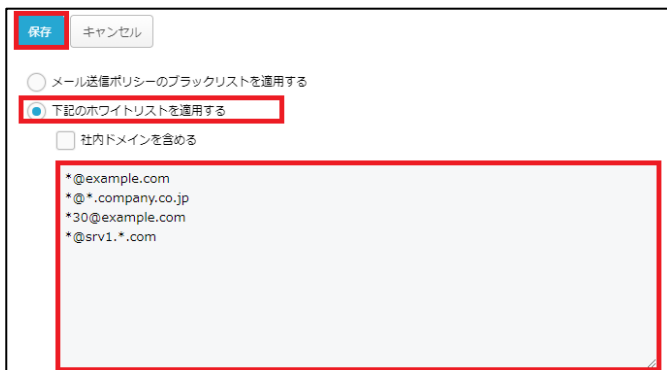 保存 キャンセル
メール送信ポリシーのブラックリストを適用する
下記のホワイトリストを適用する
社内ドメインを含める
*@example.com
*@*.company.co.jp
*30@example.com
*@srv1.*.com